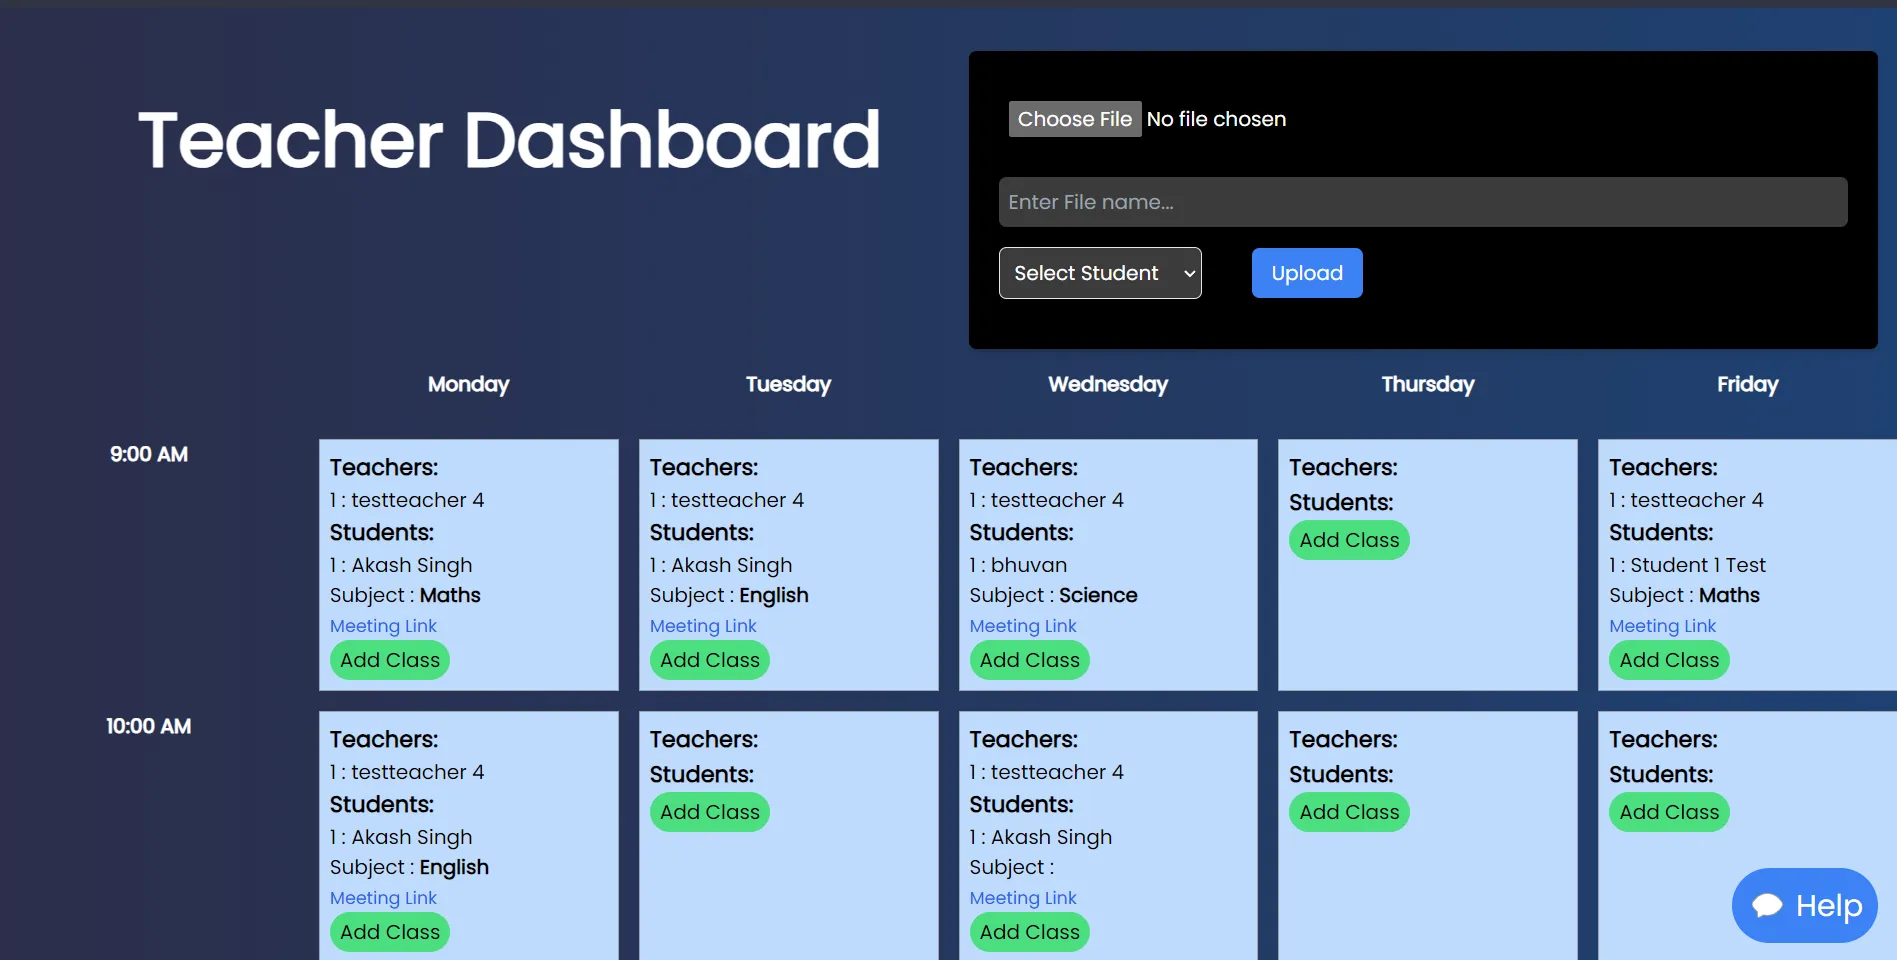 Teacher Dashboard
Choose File No file chosen
Enter File name...
Select Student
Upload
Monday Tuesday Wednesday Thursday Friday
9:00 AM
Teachers:
1 : testteacher 4
Students:
1 : Akash Singh
Subject : Maths
Meeting Link
Add Class
Teachers:
1 : testteacher 4
Students:
1 : Akash Singh
Subject : English
Meeting Link
Add Class
Teachers:
1 : testteacher 4
Students:
1 : bhuvan
Subject : Science
Meeting Link
Add Class
Teachers:
Students:
Add Class
Teachers:
1 : testteacher 4
Students:
1 : Student 1 Test
Subject : Maths
Meeting Link
Add Class
10:00 AM
Teachers:
1 : testteacher 4
Students:
1 : Akash Singh
Subject : English
Meeting Link
Add Class
Teachers:
Students:
Add Class
Teachers:
1 : testteacher 4
Students:
1 : Akash Singh
Subject :
Meeting Link
Add Class
Teachers:
Students:
Add Class
Teachers:
Students:
Add Class
Help